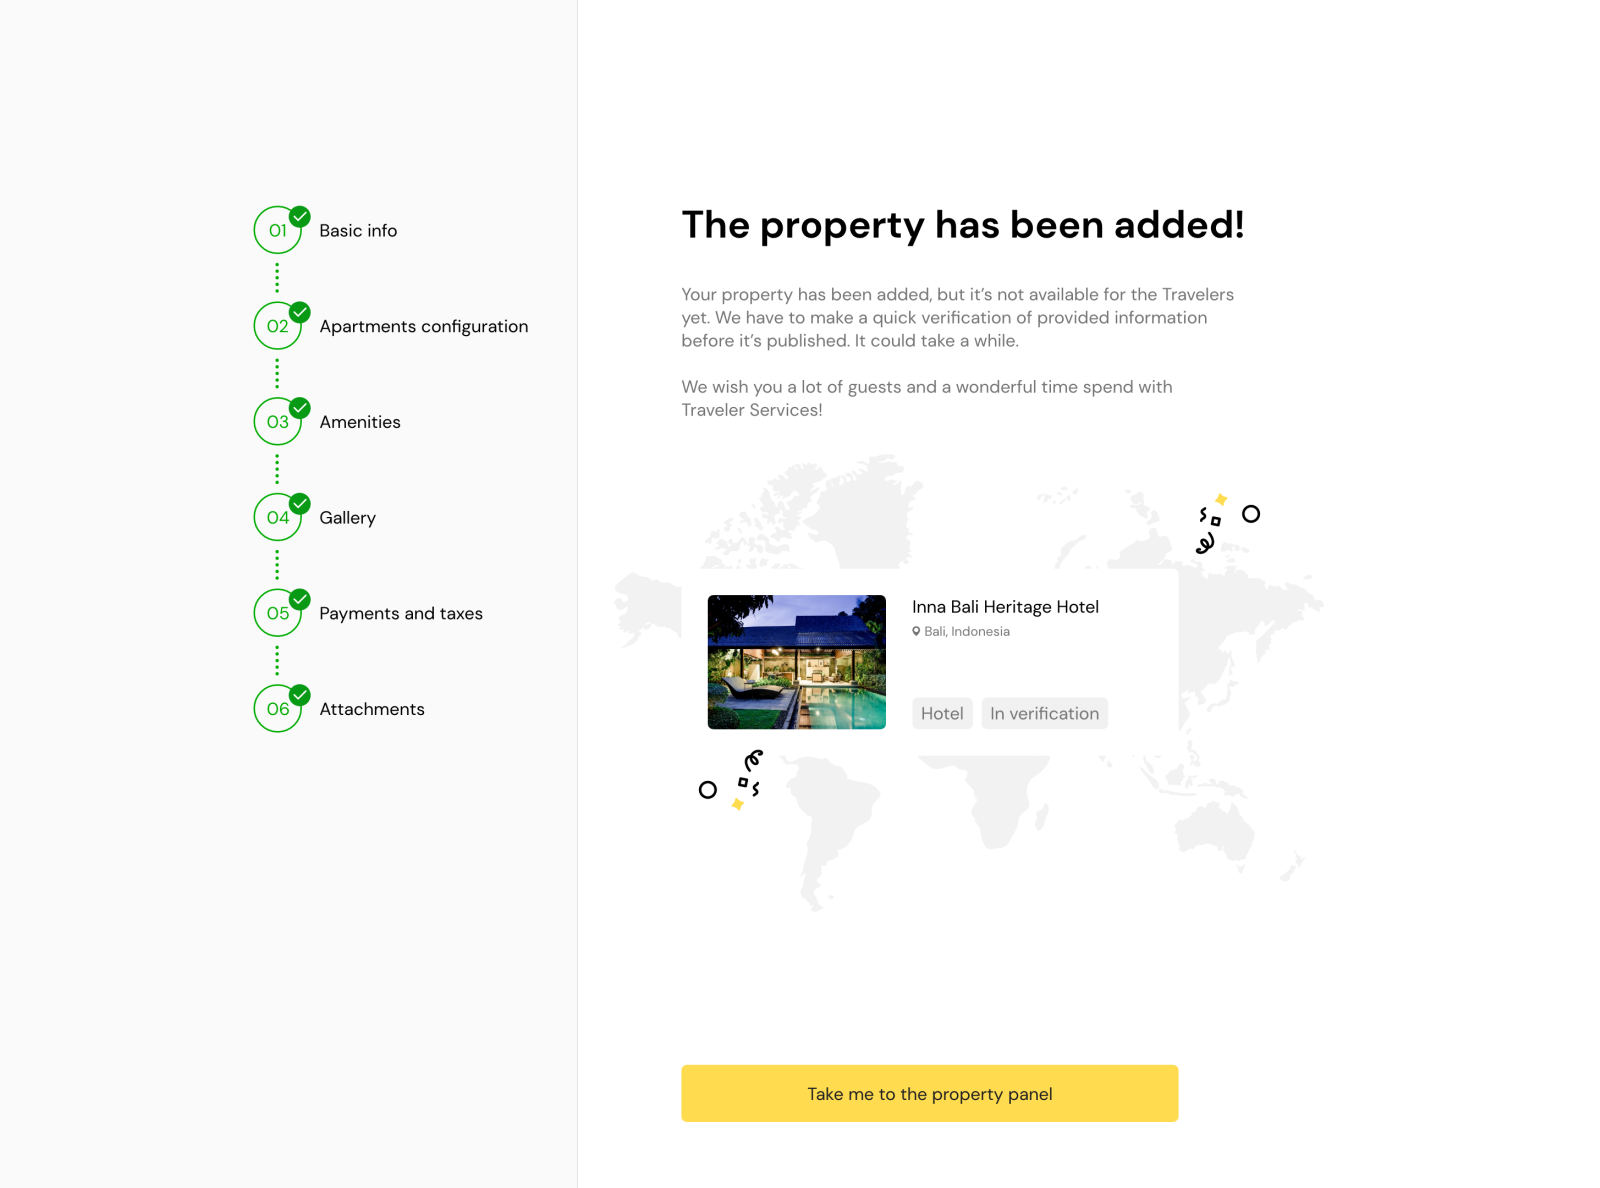 01
Basic info
02
Apartments configuration
03
Amenities
04
Gallery
05
Payments and taxes
06
Attachments
The property has been added!
Your property has been added, but it’s not available for the Travelers
yet. We have to make a quick verification of provided information
before it’s published. It could take a while.
We wish you a lot of guests and a wonderful time spend with
Traveler Services!
Inna Bali Heritage Hotel
Bali, Indonesia
Hotel
In verification
Take me to the property panel